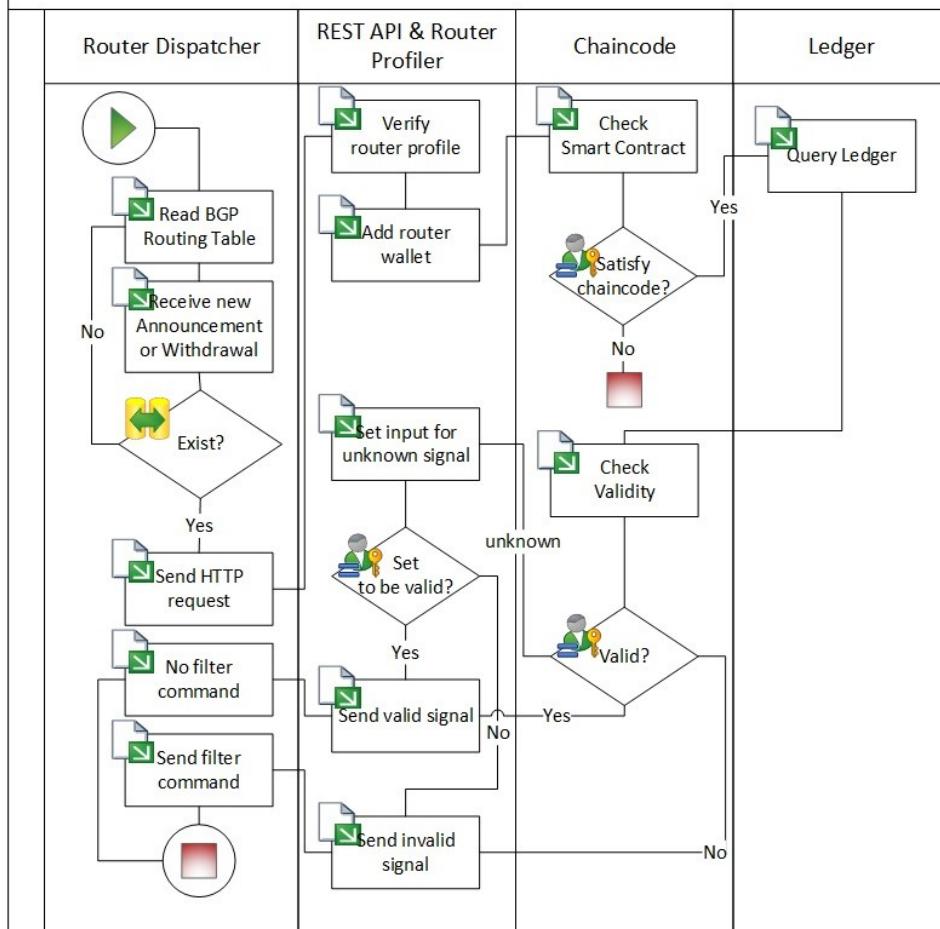 Router Dispatcher
REST API & Router
Profiler
Chaincode
Ledger
Read BGP
Routing Table
Receive new
Announcement
or Withdrawal
No
Exist?
Yes
Send HTTP
request
No filter
command
Send filter
command
Verify
router profile
Add router
wallet
Set input for
unknown signal
Set
to be valid?
Yes
No
Send valid signal
Send invalid
signal
Check
Smart Contract
Satisfy
chaincode?
Yes
No
Check
Validity
unknown
Valid?
Yes
No
Query Ledger